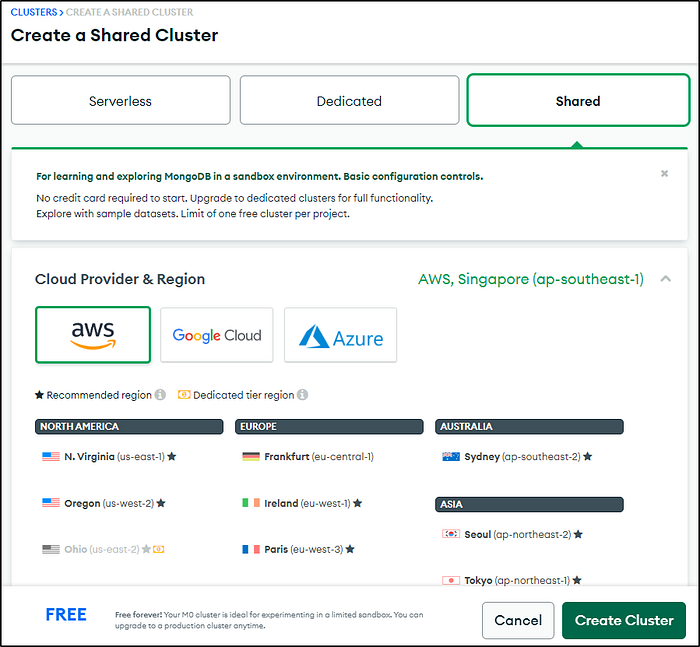 CLUSTERS > CREATE A SHARED CLUSTER
Create a Shared Cluster
Serverless
Dedicated
Shared
For learning and exploring MongoDB in a sandbox environment. Basic configuration controls.
No credit card required to start. Upgrade to dedicated clusters for full functionality.
Explore with sample datasets. Limit of one free cluster per project.
Cloud Provider & Region
AWS, Singapore (ap-southeast-1)
aws
Google Cloud
Azure
Recommended region
Dedicated tier region
NORTH AMERICA
N. Virginia (us-east-1)
Oregon (us-west-2)
Ohio (us-east-2)
EUROPE
Frankfurt (eu-central-1)
Ireland (eu-west-1)
Paris (eu-west-3)
AUSTRALIA
Sydney (ap-southeast-2)
ASIA
Seoul (ap-northeast-2)
Tokyo (ap-northeast-1)
FREE
Free forever! Your M0 cluster is ideal for experimenting in a limited sandbox. You can
upgrade to a production cluster anytime.
Cancel
Create Cluster